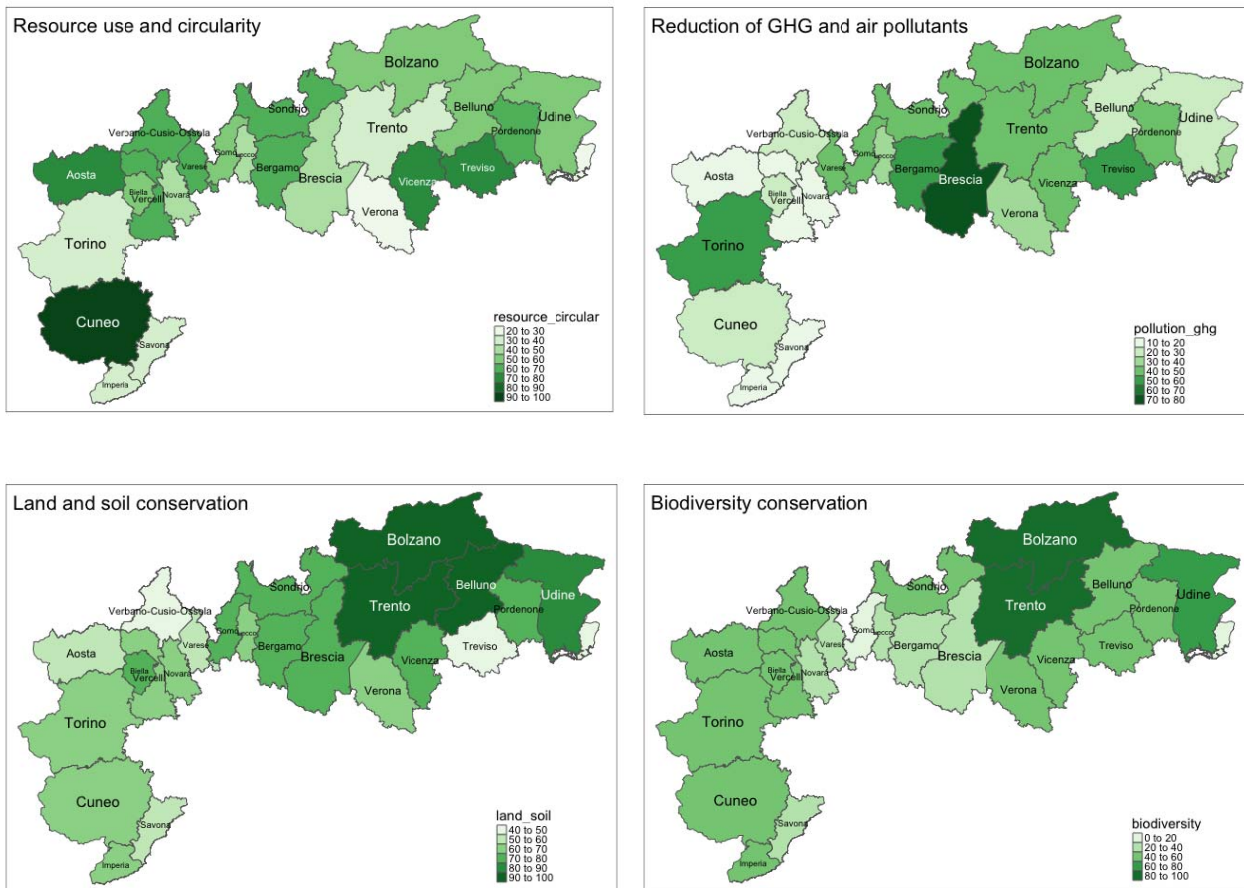 Resource use and circularity
Bolzano
Sondrio
Belluno
Udine
Verbano-Cusio-Ossola
Trento
Pordenone
Como
Lecco
Varese
Aosta
Bergamo
Treviso
Biella
Novara
Brescia
Vicenza
Vercelli
Verona
Torino
Cuneo
Savona
Imperia
resource_circular
20 to 30
30 to 40
40 to 50
50 to 60
60 to 70
70 to 80
80 to 90
90 to 100
Reduction of GHG and air pollutants
Bolzano
Sondrio
Belluno
Udine
Verbano-Cusio-Ossola
Trento
Pordenone
Como
Lecco
Varese
Aosta
Bergamo
Treviso
Biella
Novara
Brescia
Vicenza
Vercelli
Verona
Torino
Cuneo
Savona
Imperia
pollution_ghg
10 to 20
20 to 30
30 to 40
40 to 50
50 to 60
60 to 70
70 to 80
Land and soil conservation
Bolzano
Sondrio
Belluno
Udine
Verbano-Cusio-Ossola
Trento
Pordenone
Como
Lecco
Varese
Aosta
Bergamo
Treviso
Biella
Novara
Brescia
Vicenza
Vercelli
Verona
Torino
Cuneo
Savona
Imperia
land_soil
40 to 50
50 to 60
60 to 70
70 to 80
80 to 90
90 to 100
Biodiversity conservation
Bolzano
Sondrio
Belluno
Udine
Verbano-Cusio-Ossola
Trento
Pordenone
Como
Lecco
Varese
Aosta
Bergamo
Treviso
Biella
Novara
Brescia
Vicenza
Vercelli
Verona
Torino
Cuneo
Savona
Imperia
biodiversity
0 to 20
20 to 40
40 to 60
60 to 80
80 to 100